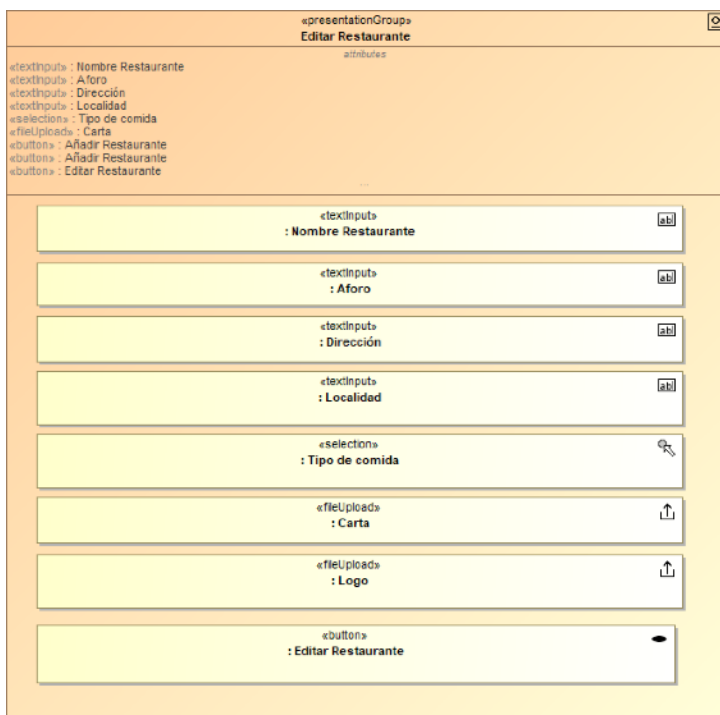 «presentationGroup»
Editar Restaurante
attributes
«textInput» : Nombre Restaurante
«textInput» : Aforo
«textInput» : Dirección
«textInput» : Localidad
«selection» : Tipo de comida
«fileUpload» : Carta
«button» : Añadir Restaurante
«button» : Añadir Restaurante
«button» : Editar Restaurante
...
«textInput»
: Nombre Restaurante
«textInput»
: Aforo
«textInput»
: Dirección
«textInput»
: Localidad
«selection»
: Tipo de comida
«fileUpload»
: Carta
«fileUpload»
: Logo
«button»
: Editar Restaurante